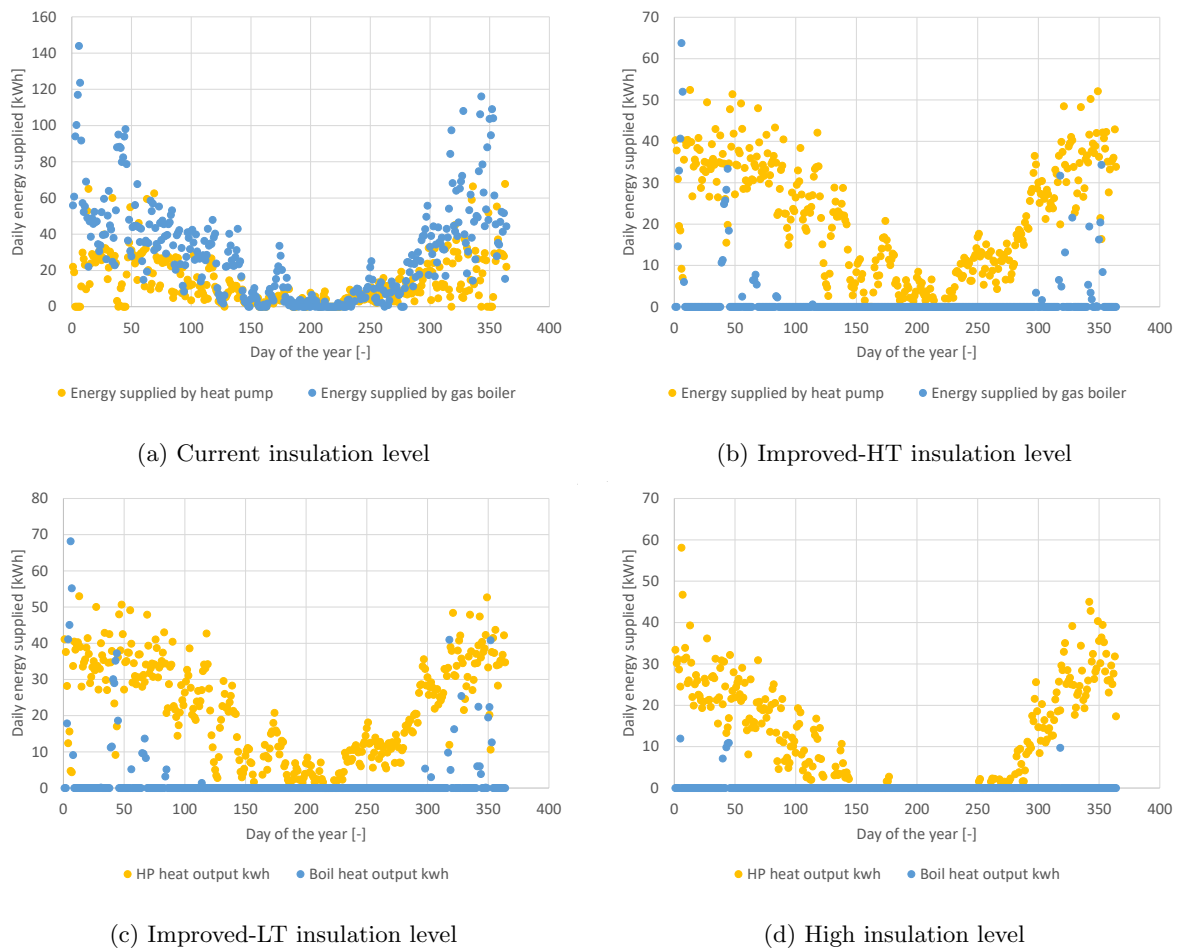 160
140
120
100
80
60
40
20
0
0 50 100 150 200 250 300 350 400
Daily energy supplied [kWh]
Day of the year [-]
Energy supplied by heat pump Energy supplied by gas boiler
(a) Current insulation level
70
60
50
40
30
20
10
0
0 50 100 150 200 250 300 350 400
Daily energy supplied [kWh]
Day of the year [-]
Energy supplied by heat pump Energy supplied by gas boiler
(b) Improved-HT insulation level
80
70
60
50
40
30
20
10
0
0 50 100 150 200 250 300 350 400
Daily energy supplied [kWh]
Day of the year [-]
HP heat output kwh Boil heat output kwh
(c) Improved-LT insulation level
70
60
50
40
30
20
10
0
0 50 100 150 200 250 300 350 400
Daily energy supplied [kWh]
Day of the year [-]
HP heat output kwh Boil heat output kwh
(d) High insulation level